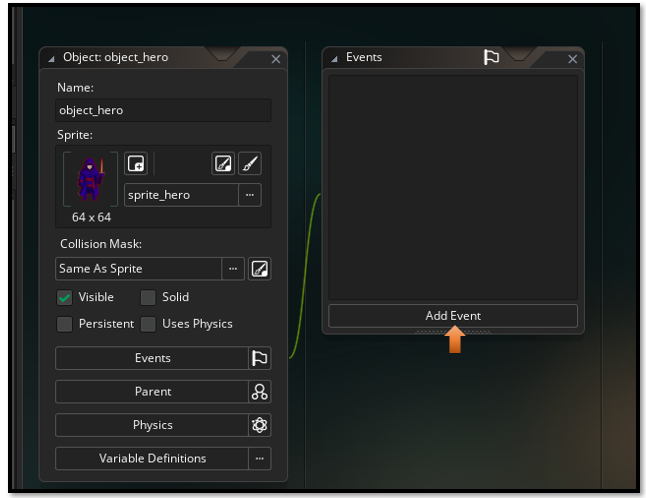 Object: object_hero
Name:
object_hero
Sprite:
sprite_hero
64 x 64
Collision Mask:
Same As Sprite
Visible
Solid
Persistent
Uses Physics
Events
Parent
Physics
Variable Definitions
Events
Add Event